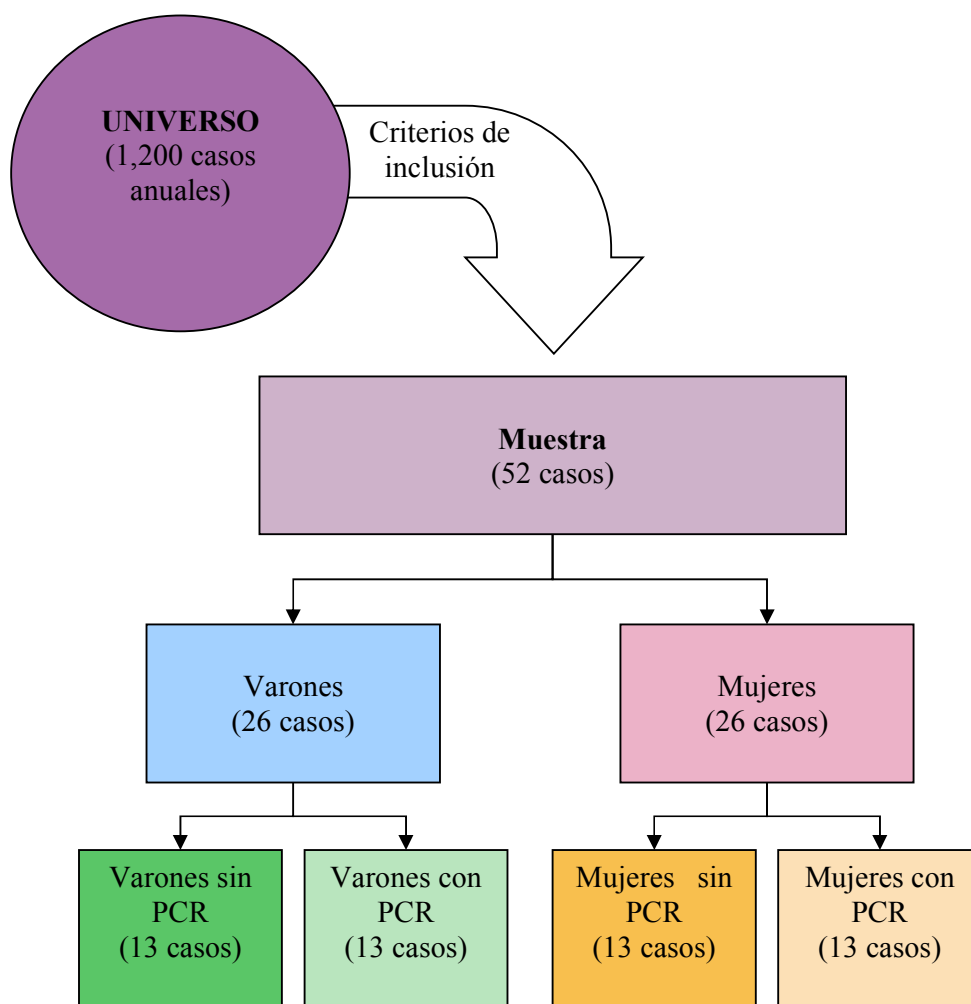 UNIVERSO
(1,200 casos
anuales)
Criterios de
inclusión
Muestra
(52 casos)
Varones
(26 casos)
Mujeres
(26 casos)
Varones sin
PCR
(13 casos)
Varones con
PCR
(13 casos)
Mujeres sin
PCR
(13 casos)
Mujeres con
PCR
(13 casos)